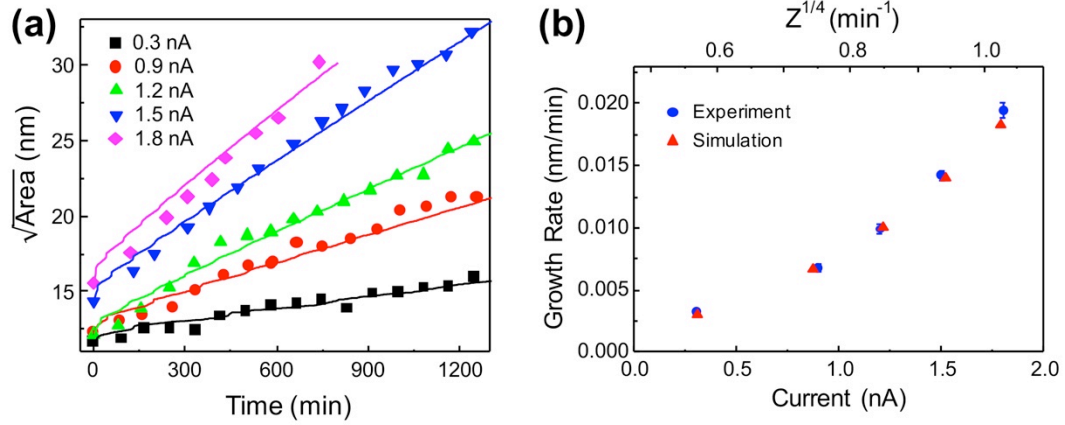 (a)
0.3 nA
0.9 nA
1.2 nA
1.5 nA
1.8 nA
30
25
20
15
√Area (nm)
0 300 600 900 1200
Time (min)
(b)
Z^1/4 (min^-1)
0.6 0.8 1.0
Experiment
Simulation
0.020
0.015
0.010
0.005
0.000
Growth Rate (nm/min)
0.0 0.5 1.0 1.5 2.0
Current (nA)